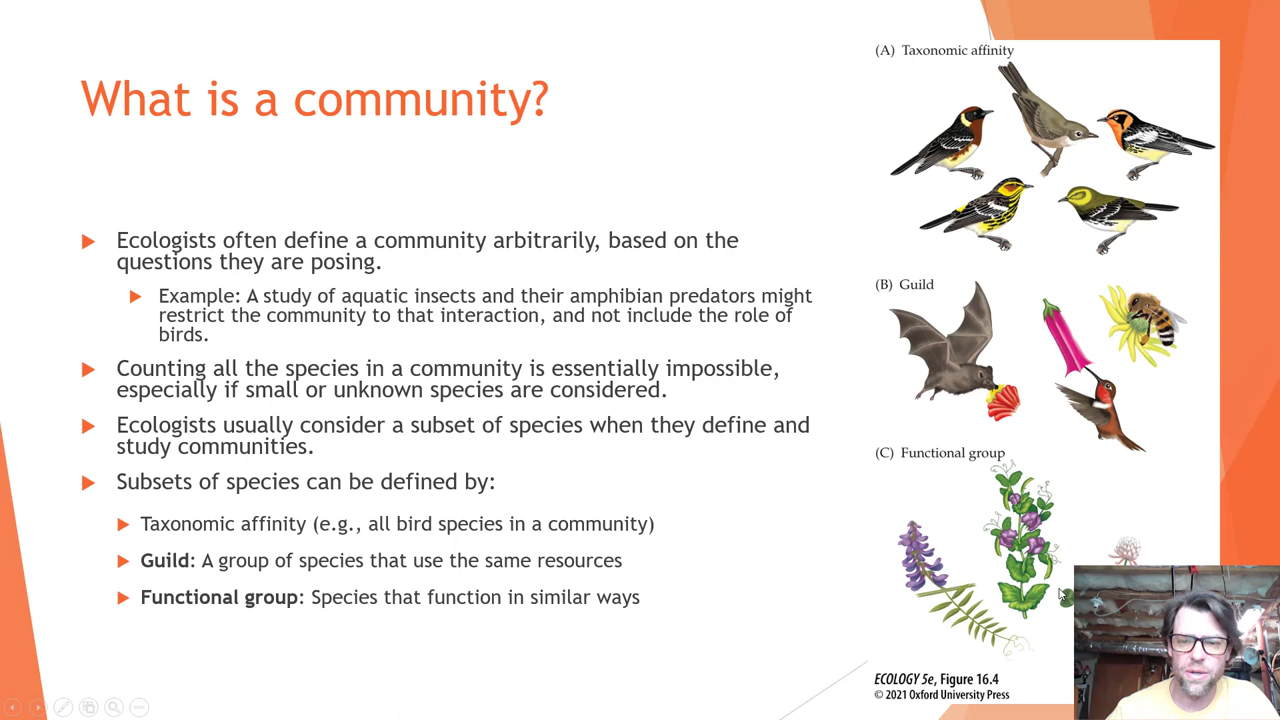 What is a community?
Ecologists often define a community arbitrarily, based on the
questions they are posing.
Example: A study of aquatic insects and their amphibian predators might
restrict the community to that interaction, and not include the role of
birds.
Counting all the species in a community is essentially impossible,
especially if small or unknown species are considered.
Ecologists usually consider a subset of species when they define and
study communities.
Subsets of species can be defined by:
Taxonomic affinity (e.g., all bird species in a community)
Guild: A group of species that use the same resources
Functional group: Species that function in similar ways
(A) Taxonomic affinity
(B) Guild
(C) Functional group
ECOLOGY 5e, Figure 16.4
© 2021 Oxford University Press